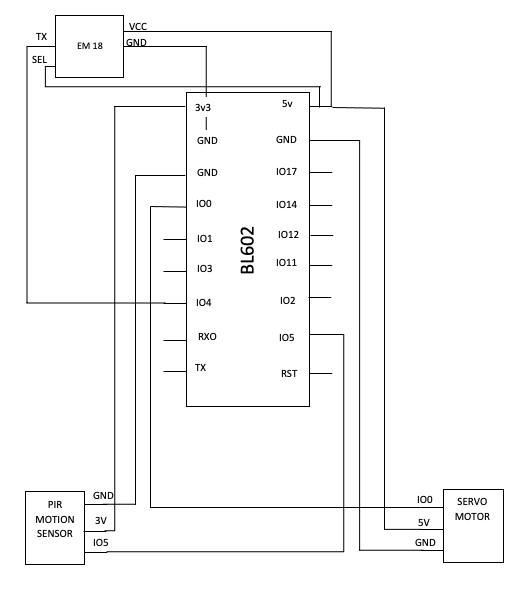 TX
EM 18
VCC
GND
SEL
3v3
5v
GND
GND
GND
IO17
IO0
IO14
IO1
IO12
IO3
IO11
IO4
IO2
RXO
IO5
TX
RST
BL602
PIR
MOTION
SENSOR
GND
3V
IO5
IO0
5V
GND
SERVO
MOTOR